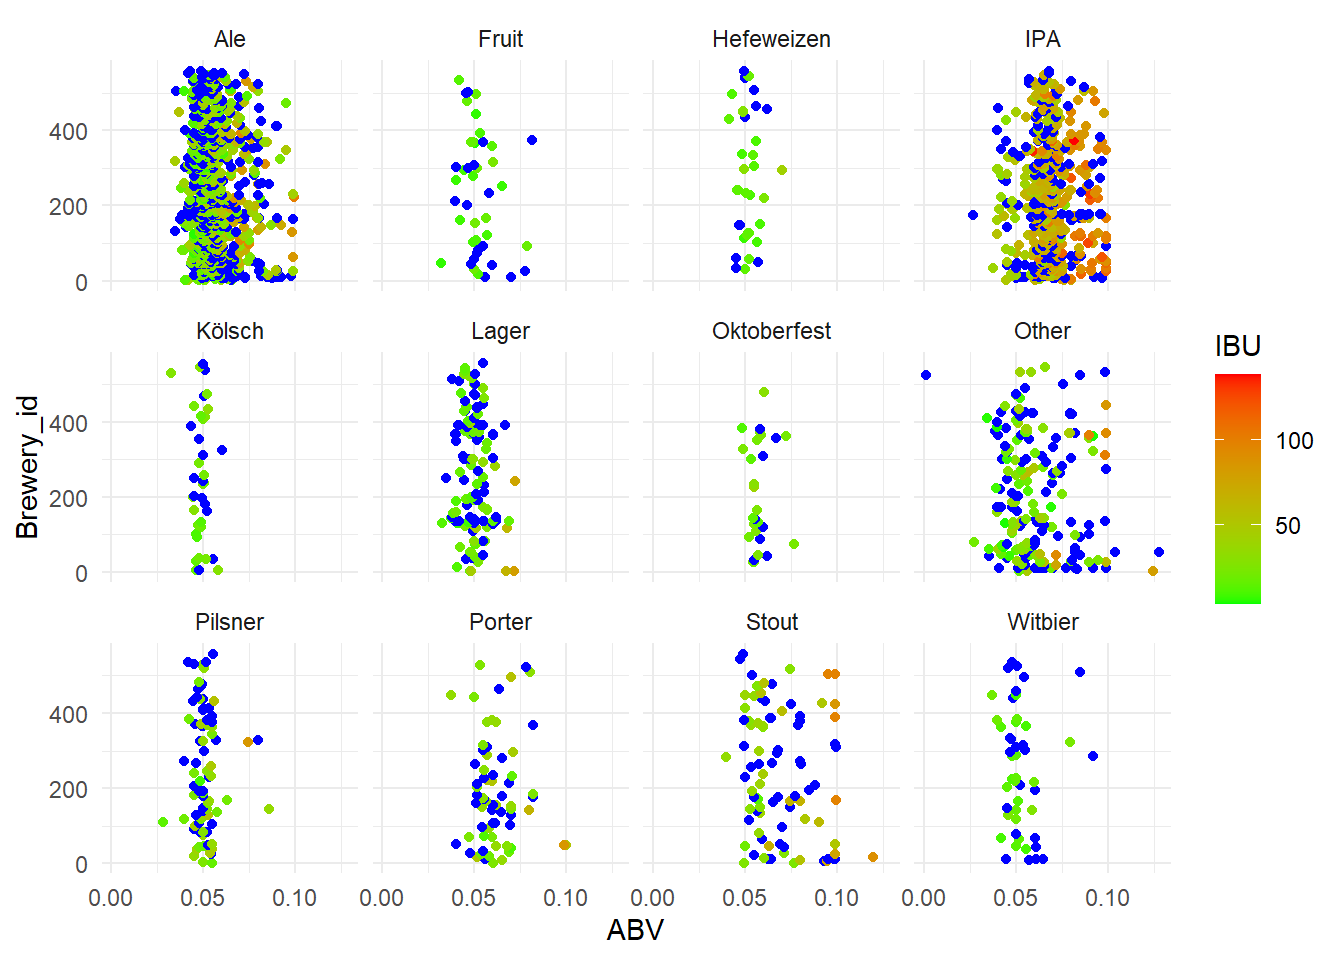 Ale Fruit Hefeweizen IPA
400
200
0
Kölsch Lager Oktoberfest Other
400
200
0
Pilsner Porter Stout Witbier
400
200
0
0.00 0.05 0.10 0.00 0.05 0.10 0.00 0.05 0.10 0.00 0.05 0.10
ABV
Brewery_id
IBU
100
50